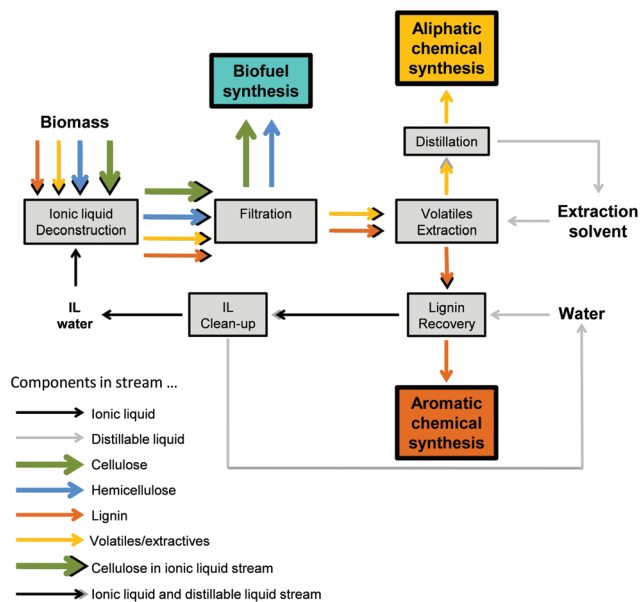 Aliphatic
chemical
synthesis
Biofuel
synthesis
Biomass
Distillation
Ionic liquid
Deconstruction
Filtration
Volatiles
Extraction
Extraction
solvent
IL
water
IL
Clean-up
Lignin
Recovery
Water
Aromatic
chemical
synthesis
Components in stream ...
Ionic liquid
Distillable liquid
Cellulose
Hemicellulose
Lignin
Volatiles/extractives
Cellulose in ionic liquid stream
Ionic liquid and distillable liquid stream